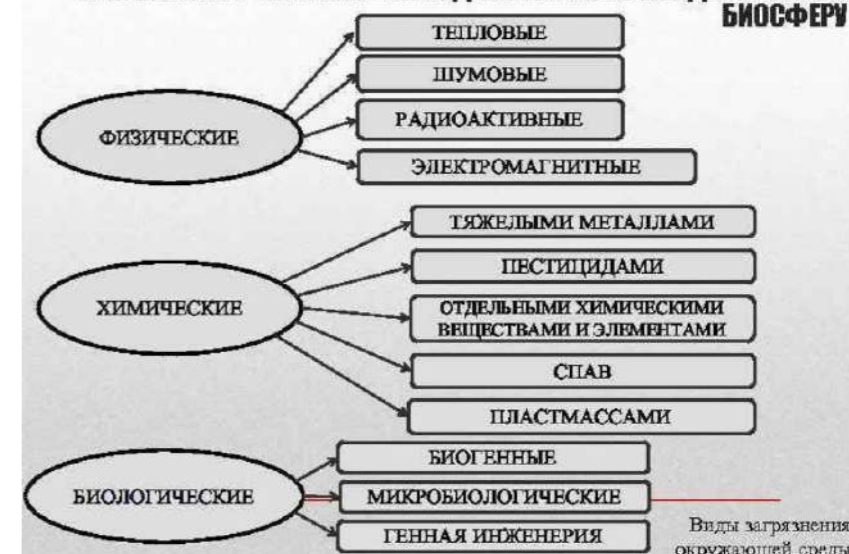 БИОСФЕРУ
ФИЗИЧЕСКИЕ
ТЕПЛОВЫЕ
ШУМОВЫЕ
РАДИОАКТИВНЫЕ
ЭЛЕКТРОМАГНИТНЫЕ
ХИМИЧЕСКИЕ
ТЯЖЕЛЫМИ МЕТАЛЛАМИ
ПЕСТИЦИДАМИ
ОТДЕЛЬНЫМИ ХИМИЧЕСКИМИ
ВЕЩЕСТВАМИ И ЭЛЕМЕНТАМИ
СПАВ
ПЛАСТМАССАМИ
БИОЛОГИЧЕСКИЕ
БИОГЕННЫЕ
МИКРОБИОЛОГИЧЕСКИЕ
ГЕННАЯ ИНЖЕНЕРИЯ
Виды загрязнения
окружающей среды